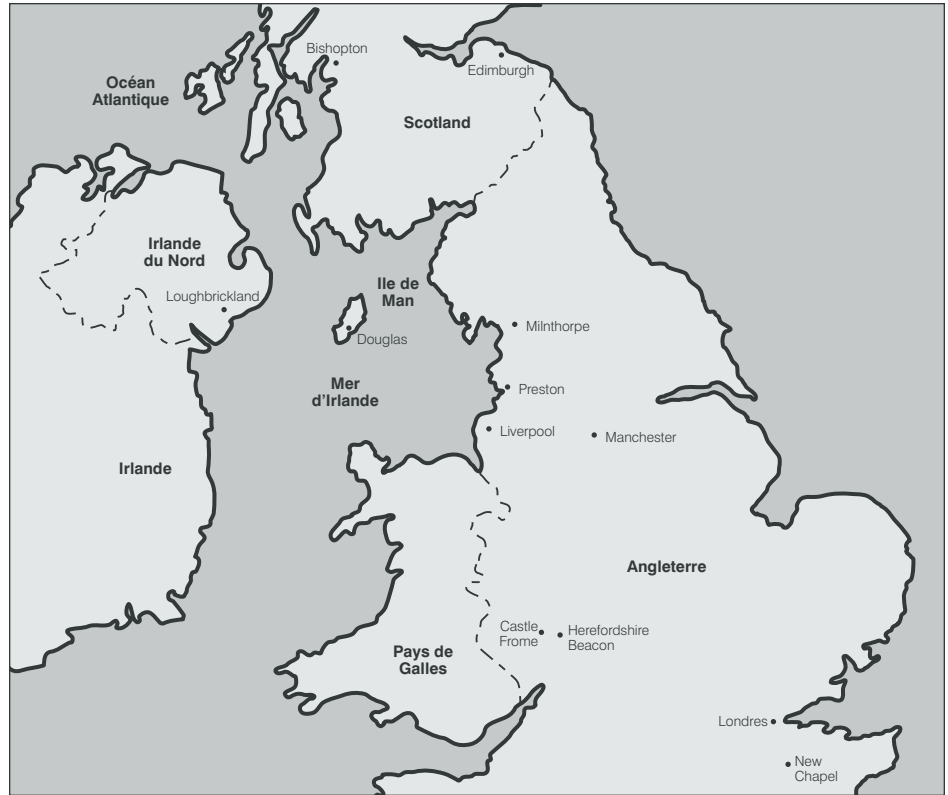 Bishopton
Edimburgh
Océan
Atlantique
Scotland
Irlande
du Nord
Loughbrickland
Ile de
Man
Douglas
Milnthorpe
Mer
d'Irlande
Preston
Liverpool
Manchester
Irlande
Angleterre
Castle
Frome
Herefordshire
Beacon
Pays de
Galles
Londres
New
Chapel